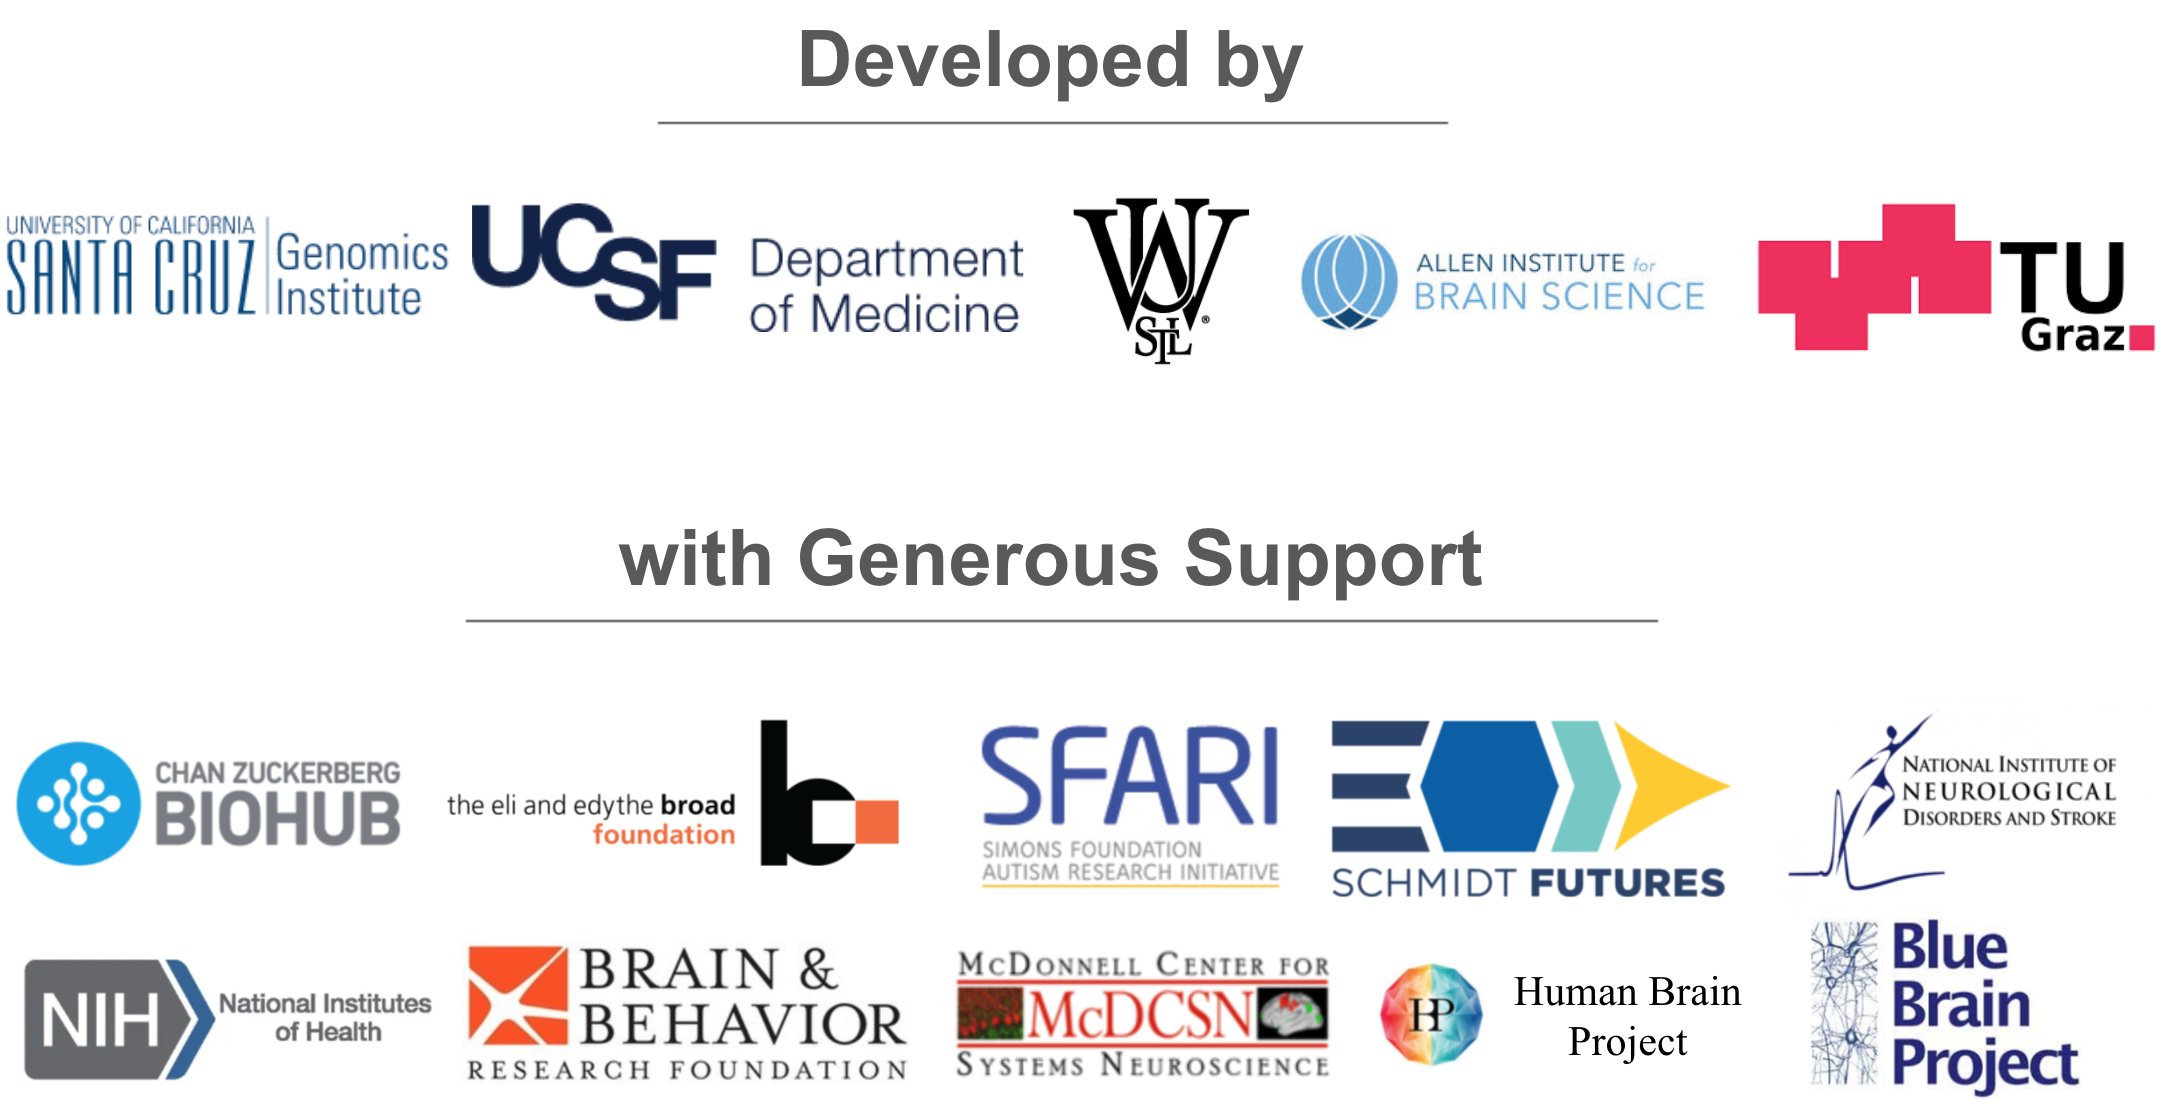 Developed by
UNIVERSITY OF CALIFORNIA
SANTA CRUZ
Genomics
Institute
UCSF
Department
of Medicine
WU
STL®
ALLEN INSTITUTE for
BRAIN SCIENCE
TU
Graz
with Generous Support
CHAN ZUCKERBERG
BIOHUB
the eli and edythe broad
foundation
b
SFARI
SIMONS FOUNDATION
AUTISM RESEARCH INITIATIVE
SCHMIDT FUTURES
NATIONAL INSTITUTE OF
NEUROLOGICAL
DISORDERS AND STROKE
NIH
National Institutes
of Health
BRAIN &
BEHAVIOR
RESEARCH FOUNDATION
MCDONNELL CENTER FOR
McDCSN
SYSTEMS NEUROSCIENCE
HP
Human Brain
Project
Blue
Brain
Project